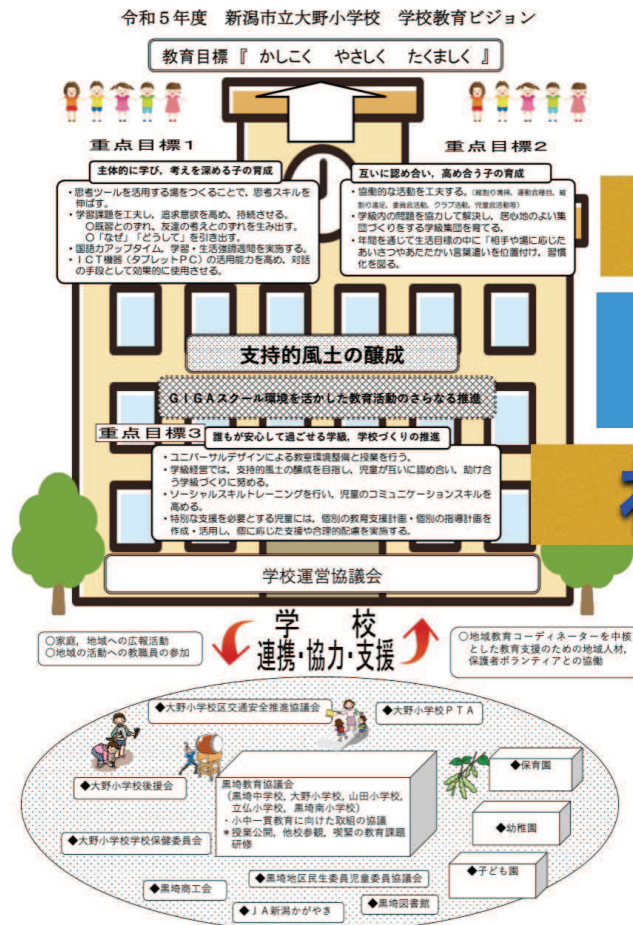 令和５年度　新潟市立大野小学校　学校教育ビジョン
教育目標『　かしこく　やさしく　たくましく　』
重点目標１
主体的に学び，考えを深める子の育成
・思考ツールを活用する場をつくることで，思考スキルを
伸ばす。
・学習課題を工夫し，追求意欲を高め，持続させる。
○既習とのずれ，友達の考えとのずれを生み出す。
○「なぜ」「どうして」を引き出す。
・国語力アップタイム，学習・生活強調週間を実施する。
・ＩＣＴ機器（タブレットＰＣ）の活用能力を高め，対話
の手段として効果的に使用させる。
重点目標２
互いに認め合い，高め合う子の育成
・協働的な活動を工夫する。（縦割り清掃，運動会種目，縦
割り遠足，委員会活動，クラブ活動，児童会活動等）
・学級内の問題を協力して解決し，居心地のよい集
団づくりをする学級集団を育てる。
・年間を通じて生活目標の中に「相手や場に応じた
あいさつやあたたかい言葉遣いを位置付け，習慣
化を図る。
支持的風土の醸成
ＧＩＧＡスクール環境を活かした教育活動のさらなる推進
重点目標３
誰もが安心して過ごせる学級，学校づくりの推進
・ユニバーサルデザインによる教室環境整備と授業を行う。
・学級経営では，支持的風土の醸成を目指し，児童が互いに認め合い，助け合
う学級づくりに努める。
・ソーシャルスキルトレーニングを行い，児童のコミュニケーションスキルを
高める。
・特別な支援を必要とする児童には，個別の教育支援計画・個別の指導計画を
作成・活用し，個に応じた支援や合理的配慮を実施する。
学校運営協議会
学　校
連携・協力・支援
○家庭，地域への広報活動
○地域の活動への教職員の参加
○地域教育コーディネーターを中核
とした教育支援のための地域人材，
保護者ボランティアとの協働
◆大野小学校区交通安全推進協議会
◆大野小学校ＰＴＡ
◆大野小学校後援会
黒埼教育協議会
（黒埼中学校，大野小学校，山田小学校，
立仏小学校，黒埼南小学校）
・小中一貫教育に向けた取組の協議
＊授業公開，他校参観，喫緊の教育課題
研修
◆保育園
◆幼稚園
◆子ども園
◆大野小学校学校保健委員会
◆黒埼地区民生委員児童委員協議会
◆黒埼商工会
◆黒埼図書館
◆ＪＡ新潟かがやき